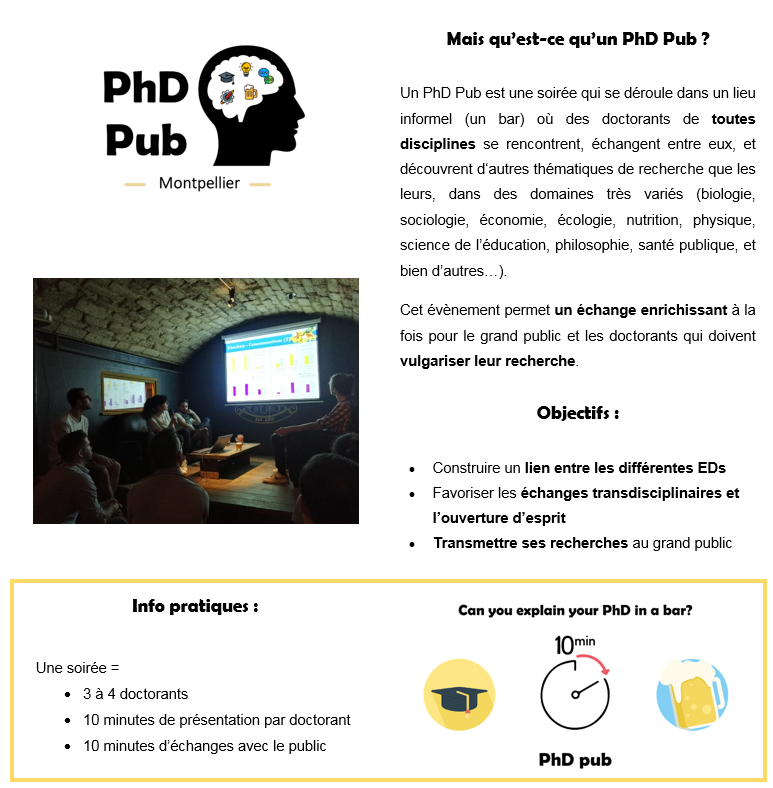 PhD
Pub
Montpellier
Mais qu’est-ce qu’un PhD Pub ?
Un PhD Pub est une soirée qui se déroule dans un lieu
informel (un bar) où des doctorants de toutes
disciplines se rencontrent, échangent entre eux, et
découvrent d‘autres thématiques de recherche que les
leurs, dans des domaines très variés (biologie,
sociologie, économie, écologie, nutrition, physique,
science de l’éducation, philosophie, santé publique, et
bien d’autres…).
Cet évènement permet un échange enrichissant à la
fois pour le grand public et les doctorants qui doivent
vulgariser leur recherche.
Objectifs :
• Construire un lien entre les différentes EDs
• Favoriser les échanges transdisciplinaires et
l’ouverture d’esprit
• Transmettre ses recherches au grand public
Info pratiques :
Une soirée =
• 3 à 4 doctorants
• 10 minutes de présentation par doctorant
• 10 minutes d’échanges avec le public
Can you explain your PhD in a bar?
10min
PhD pub